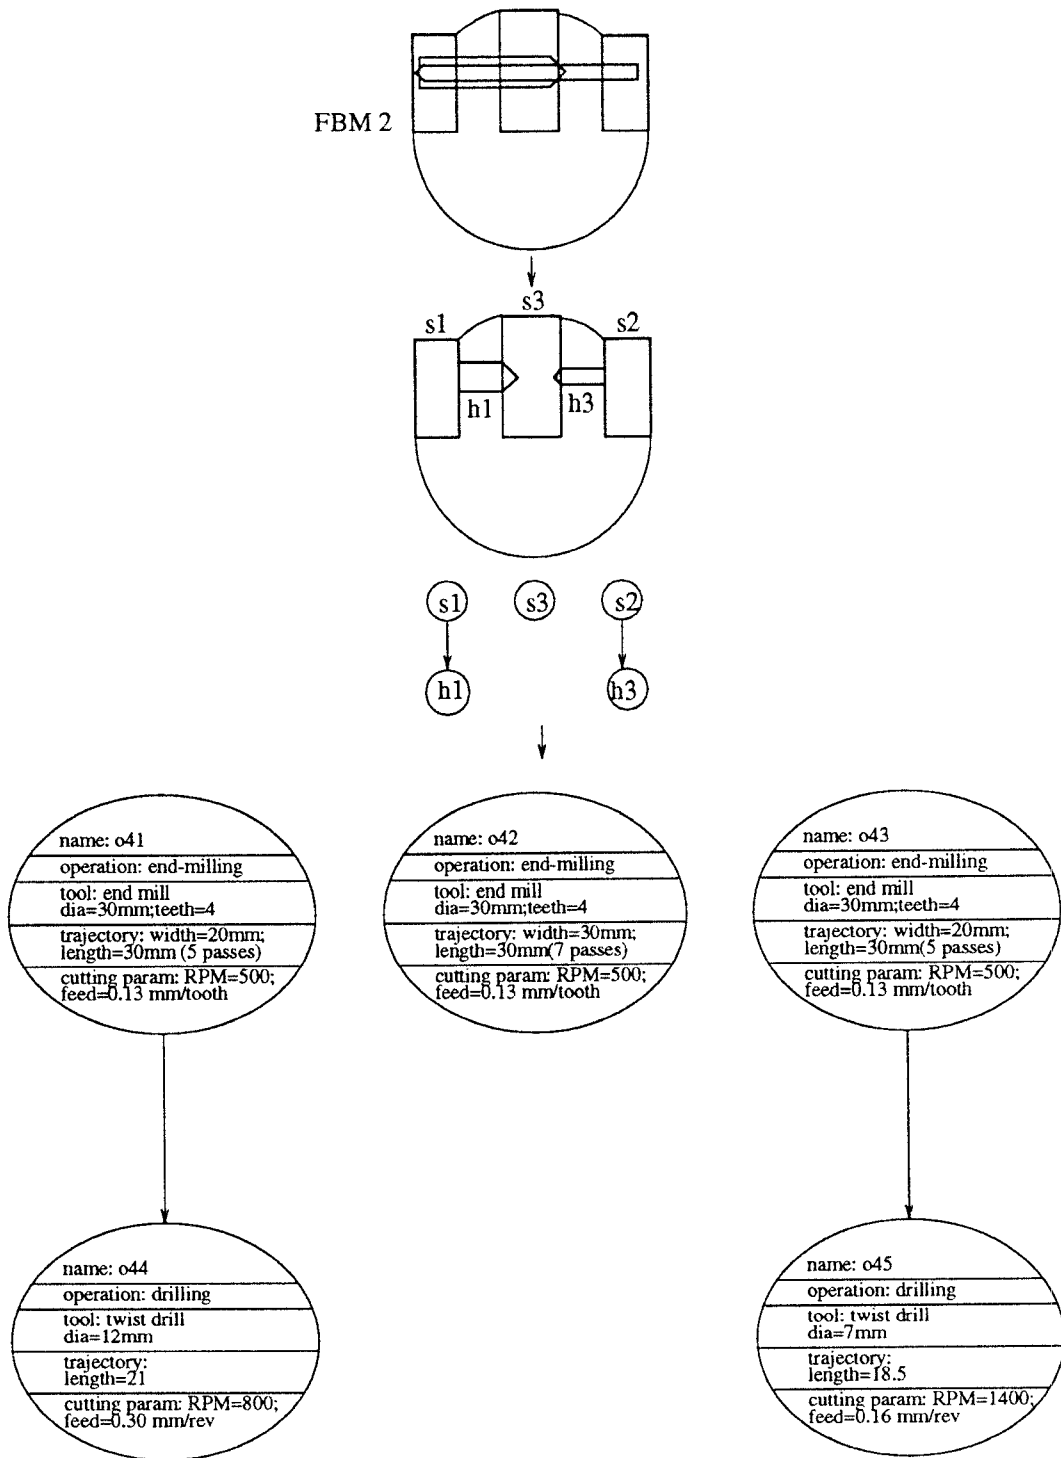 FBM 2
s3
s1
s2
h1
h3
s1
s3
s2
h1
h3
name: o41
operation: end-milling
tool: end mill
dia=30mm;teeth=4
trajectory: width=20mm;
length=30mm (5 passes)
cutting param: RPM=500;
feed=0.13 mm/tooth
name: o42
operation: end-milling
tool: end mill
dia=30mm;teeth=4
trajectory: width=30mm;
length=30mm(7 passes)
cutting param: RPM=500;
feed=0.13 mm/tooth
name: o43
operation: end-milling
tool: end mill
dia=30mm;teeth=4
trajectory: width=20mm;
length=30mm(5 passes)
cutting param: RPM=500;
feed=0.13 mm/tooth
name: o44
operation: drilling
tool: twist drill
dia=12mm
trajectory:
length=21
cutting param: RPM=800;
feed=0.30 mm/rev
name: o45
operation: drilling
tool: twist drill
dia=7mm
trajectory:
length=18.5
cutting param: RPM=1400;
feed=0.16 mm/rev